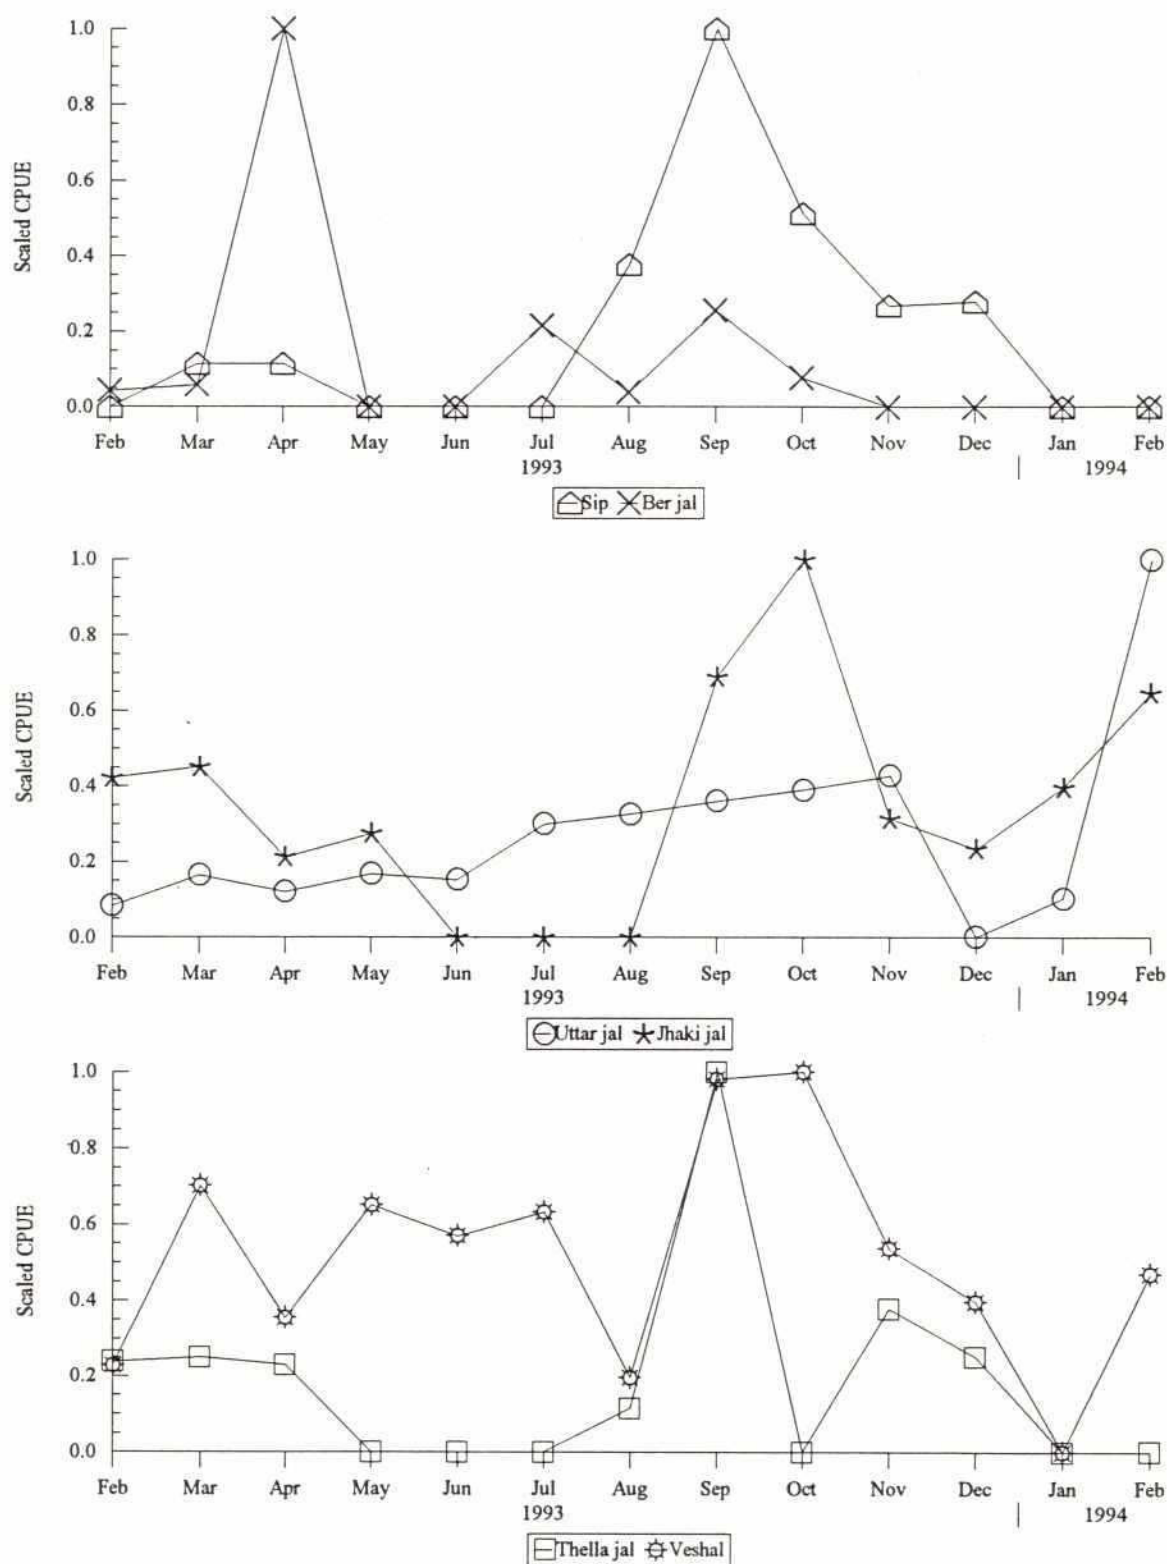 1.0
0.8
0.6
0.4
0.2
0.0
Scaled CPUE
Feb Mar Apr May Jun Jul Aug Sep Oct Nov Dec Jan Feb
1993 | 1994
Sip Ber jal
1.0
0.8
0.6
0.4
0.2
0.0
Scaled CPUE
Feb Mar Apr May Jun Jul Aug Sep Oct Nov Dec Jan Feb
1993 | 1994
Uttar jal Jhaki jal
1.0
0.8
0.6
0.4
0.2
0.0
Scaled CPUE
Feb Mar Apr May Jun Jul Aug Sep Oct Nov Dec Jan Feb
1993 | 1994
Thella jal Veshal